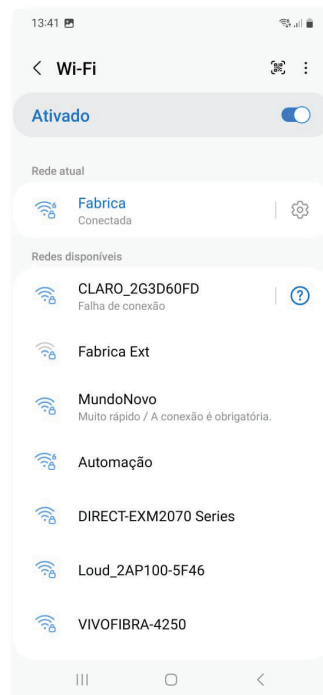 13:41
Wi-Fi
Ativado
Rede atual
Fabrica
Conectada
Redes disponíveis
CLARO_2G3D60FD
Falha de conexão
Fabrica Ext
MundoNovo
Muito rápido / A conexão é obrigatória.
Automação
DIRECT-EXM2070 Series
Loud_2AP100-5F46
VIVOFIBRA-4250